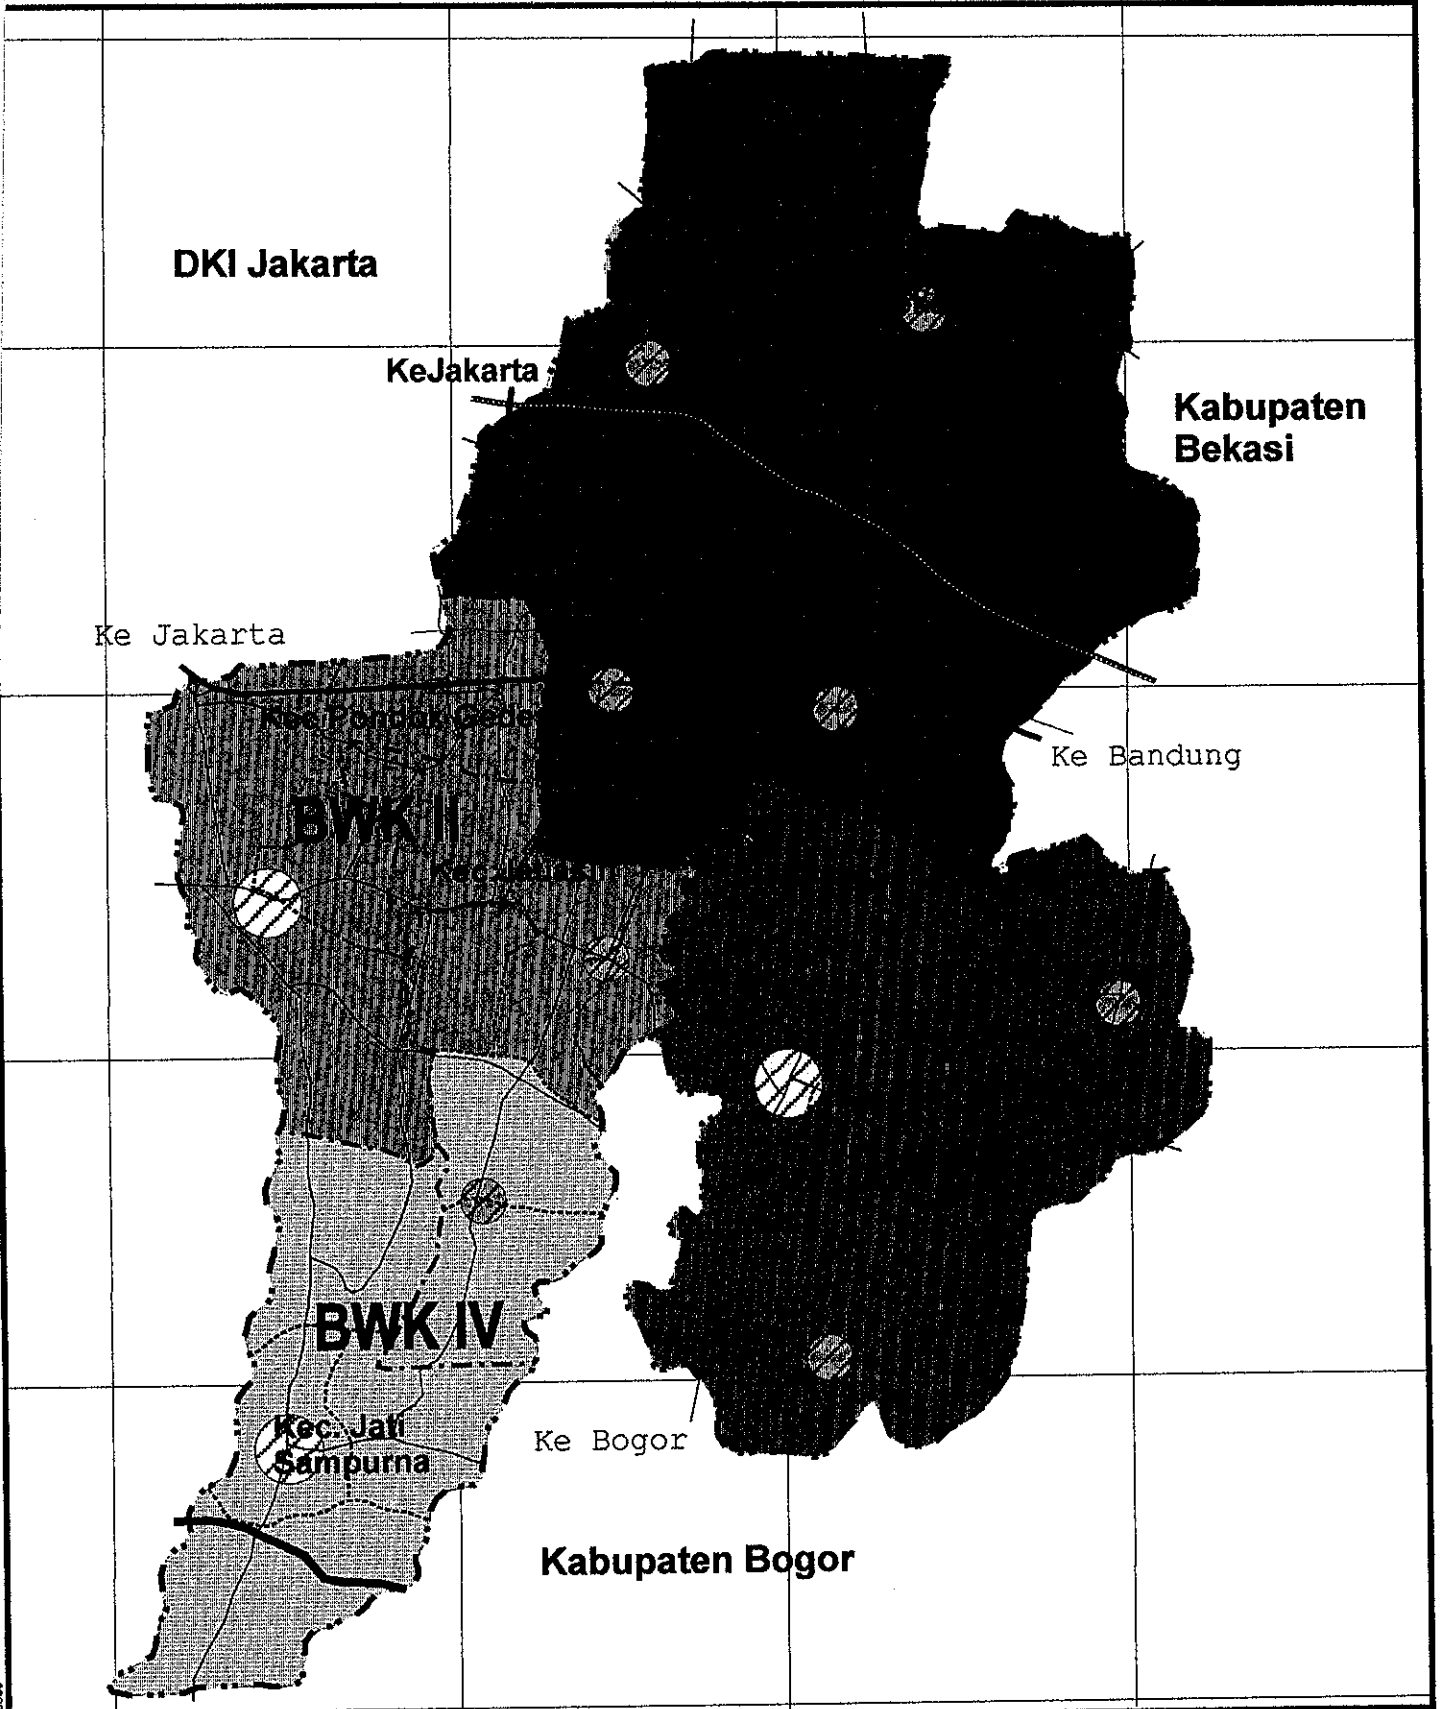 DKI Jakarta
KeJakarta
Kabupaten
Bekasi
Ke Jakarta
Kec. Pondok Gede
Ke Bandung
BWK II
BWK IV
Kec. Jati
Sampurna
Ke Bogor
Kabupaten Bogor